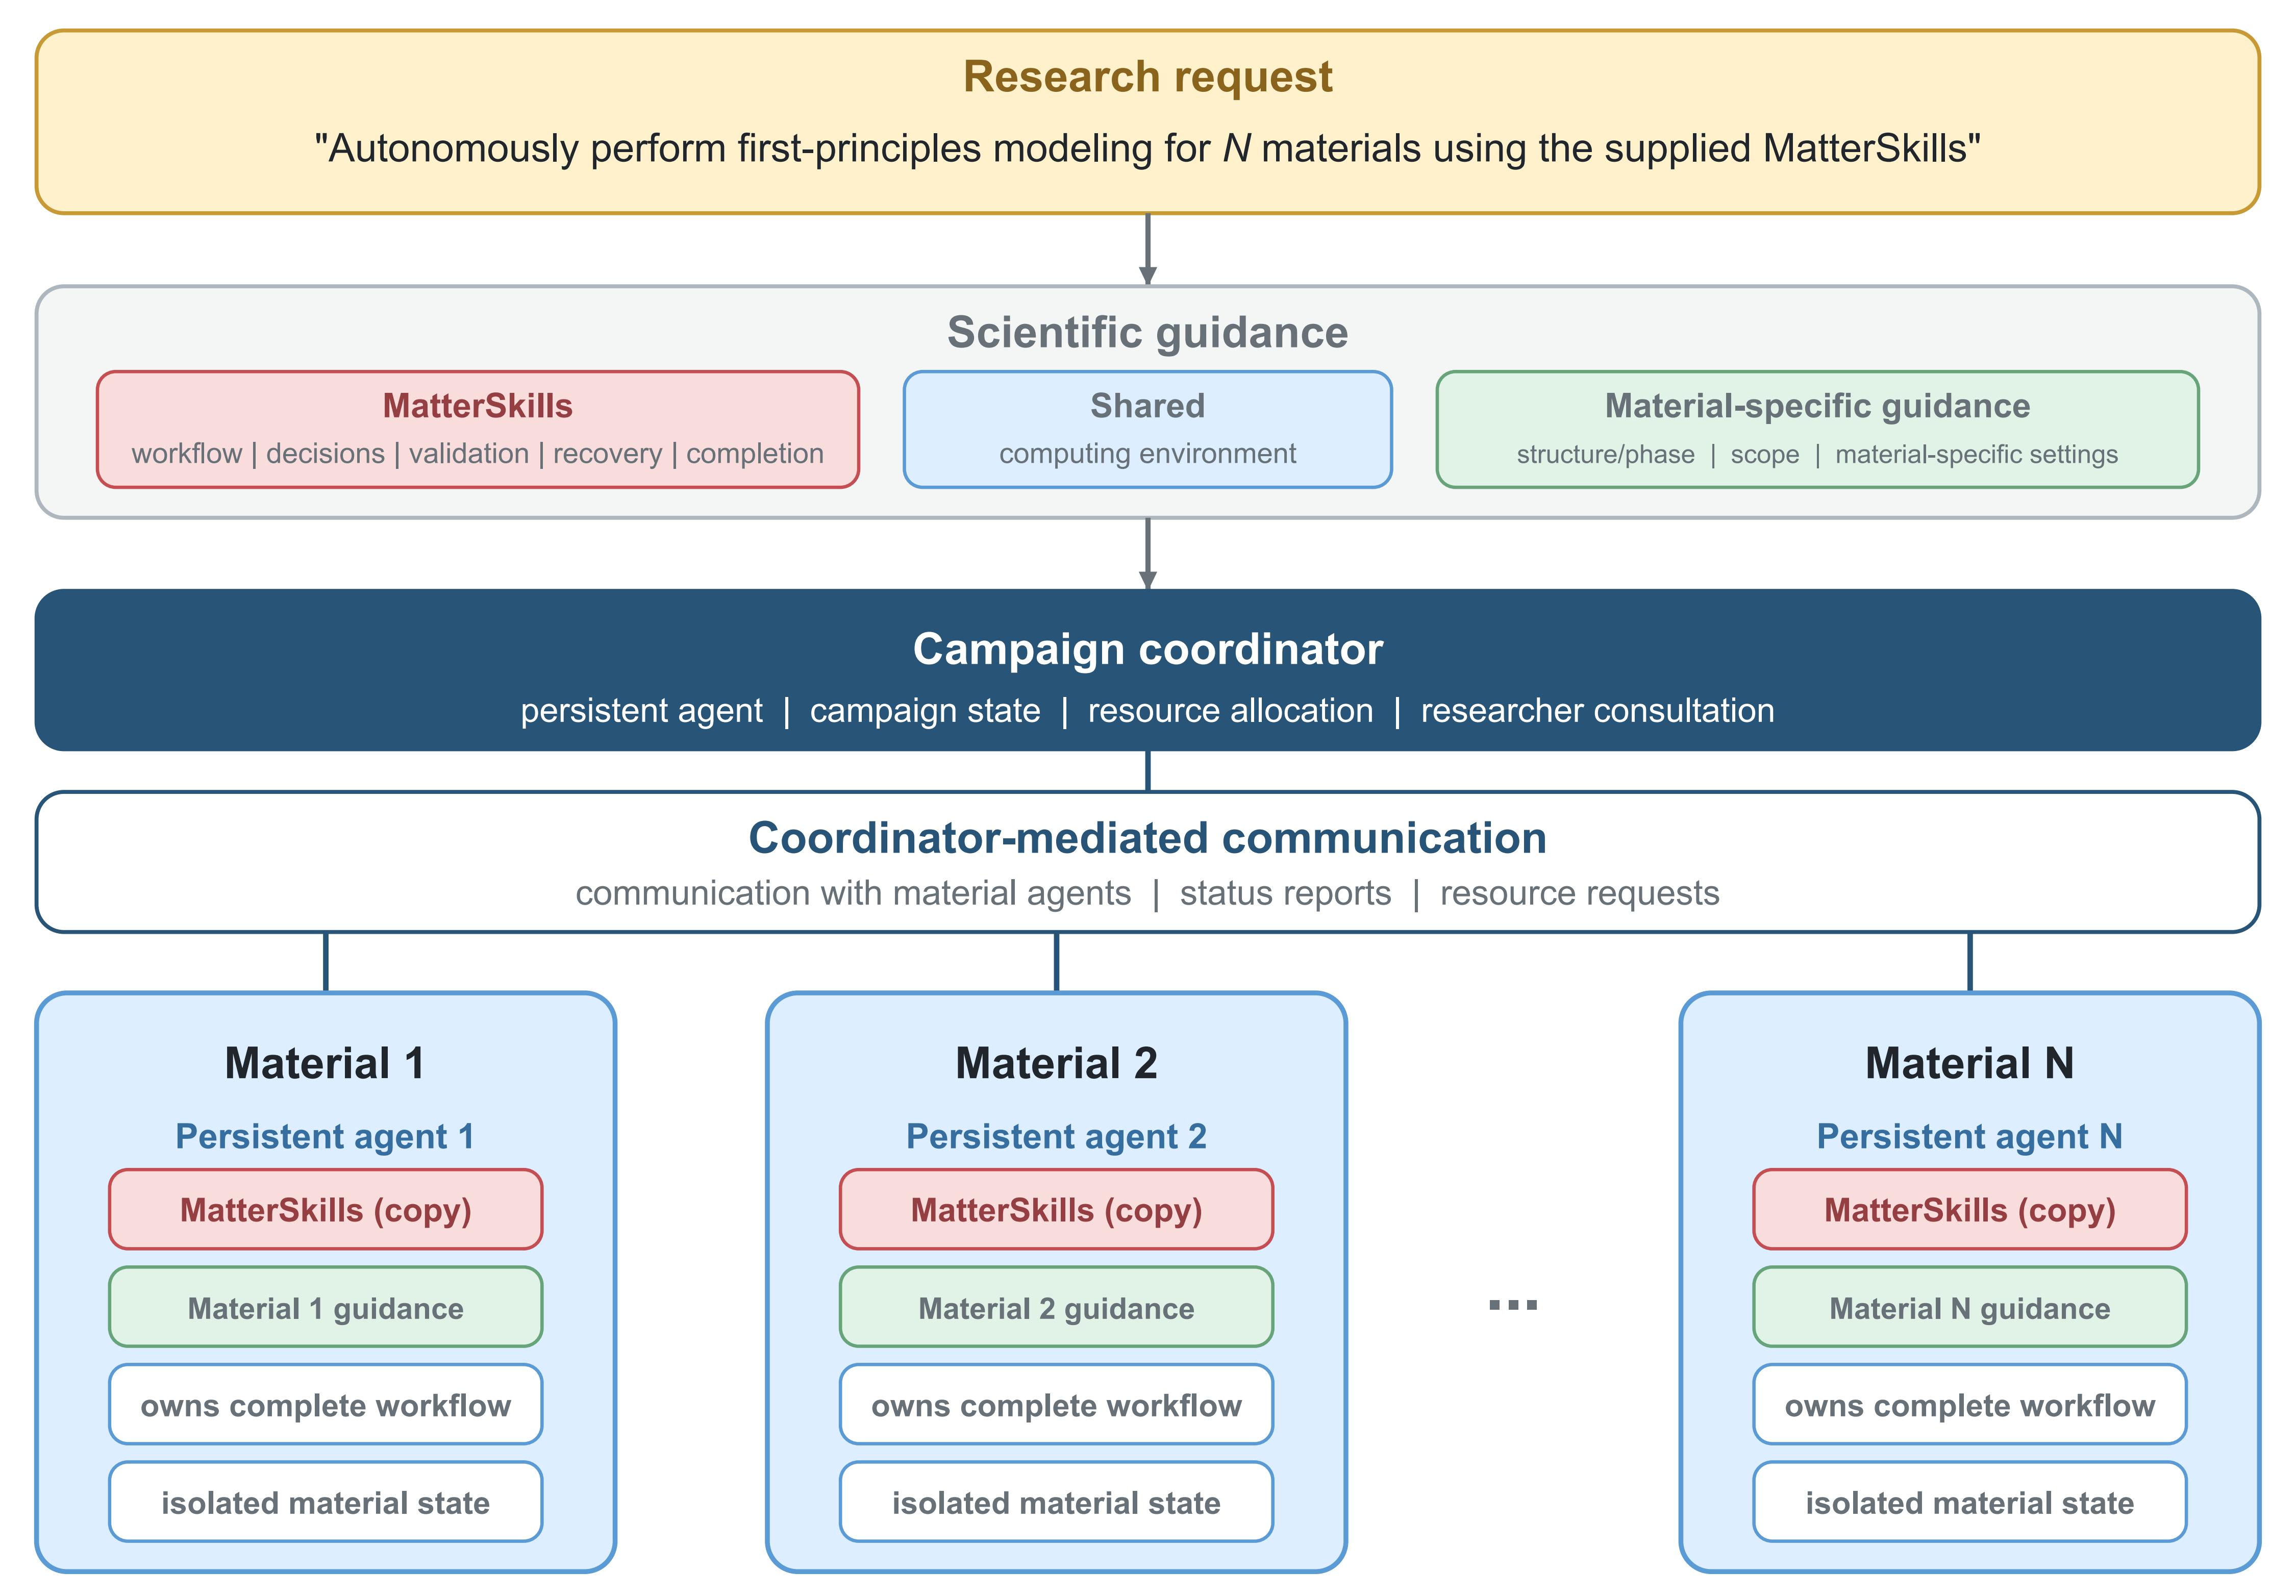 Research request
"Autonomously perform first-principles modeling for N materials using the supplied MatterSkills"
Scientific guidance
MatterSkills
workflow | decisions | validation | recovery | completion
Shared
computing environment
Material-specific guidance
structure/phase | scope | material-specific settings
Campaign coordinator
persistent agent | campaign state | resource allocation | researcher consultation
Coordinator-mediated communication
communication with material agents | status reports | resource requests
Material 1
Persistent agent 1
MatterSkills (copy)
Material 1 guidance
owns complete workflow
isolated material state
Material 2
Persistent agent 2
MatterSkills (copy)
Material 2 guidance
owns complete workflow
isolated material state
...
Material N
Persistent agent N
MatterSkills (copy)
Material N guidance
owns complete workflow
isolated material state